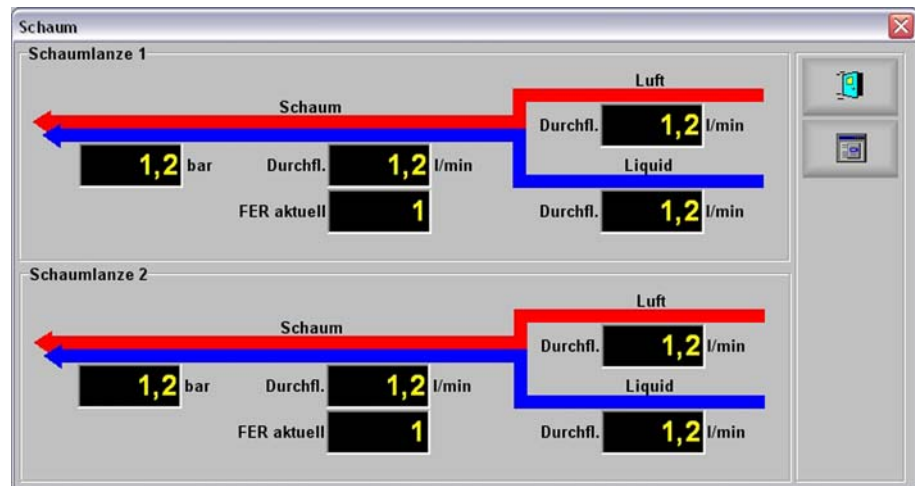 Schaum
Schaumlanze 1
Luft
Schaum
Durchfl. 1,2 l/min
1,2 bar Durchfl. 1,2 l/min
Liquid
FER aktuell 1
Durchfl. 1,2 l/min
Schaumlanze 2
Luft
Schaum
Durchfl. 1,2 l/min
1,2 bar Durchfl. 1,2 l/min
Liquid
FER aktuell 1
Durchfl. 1,2 l/min